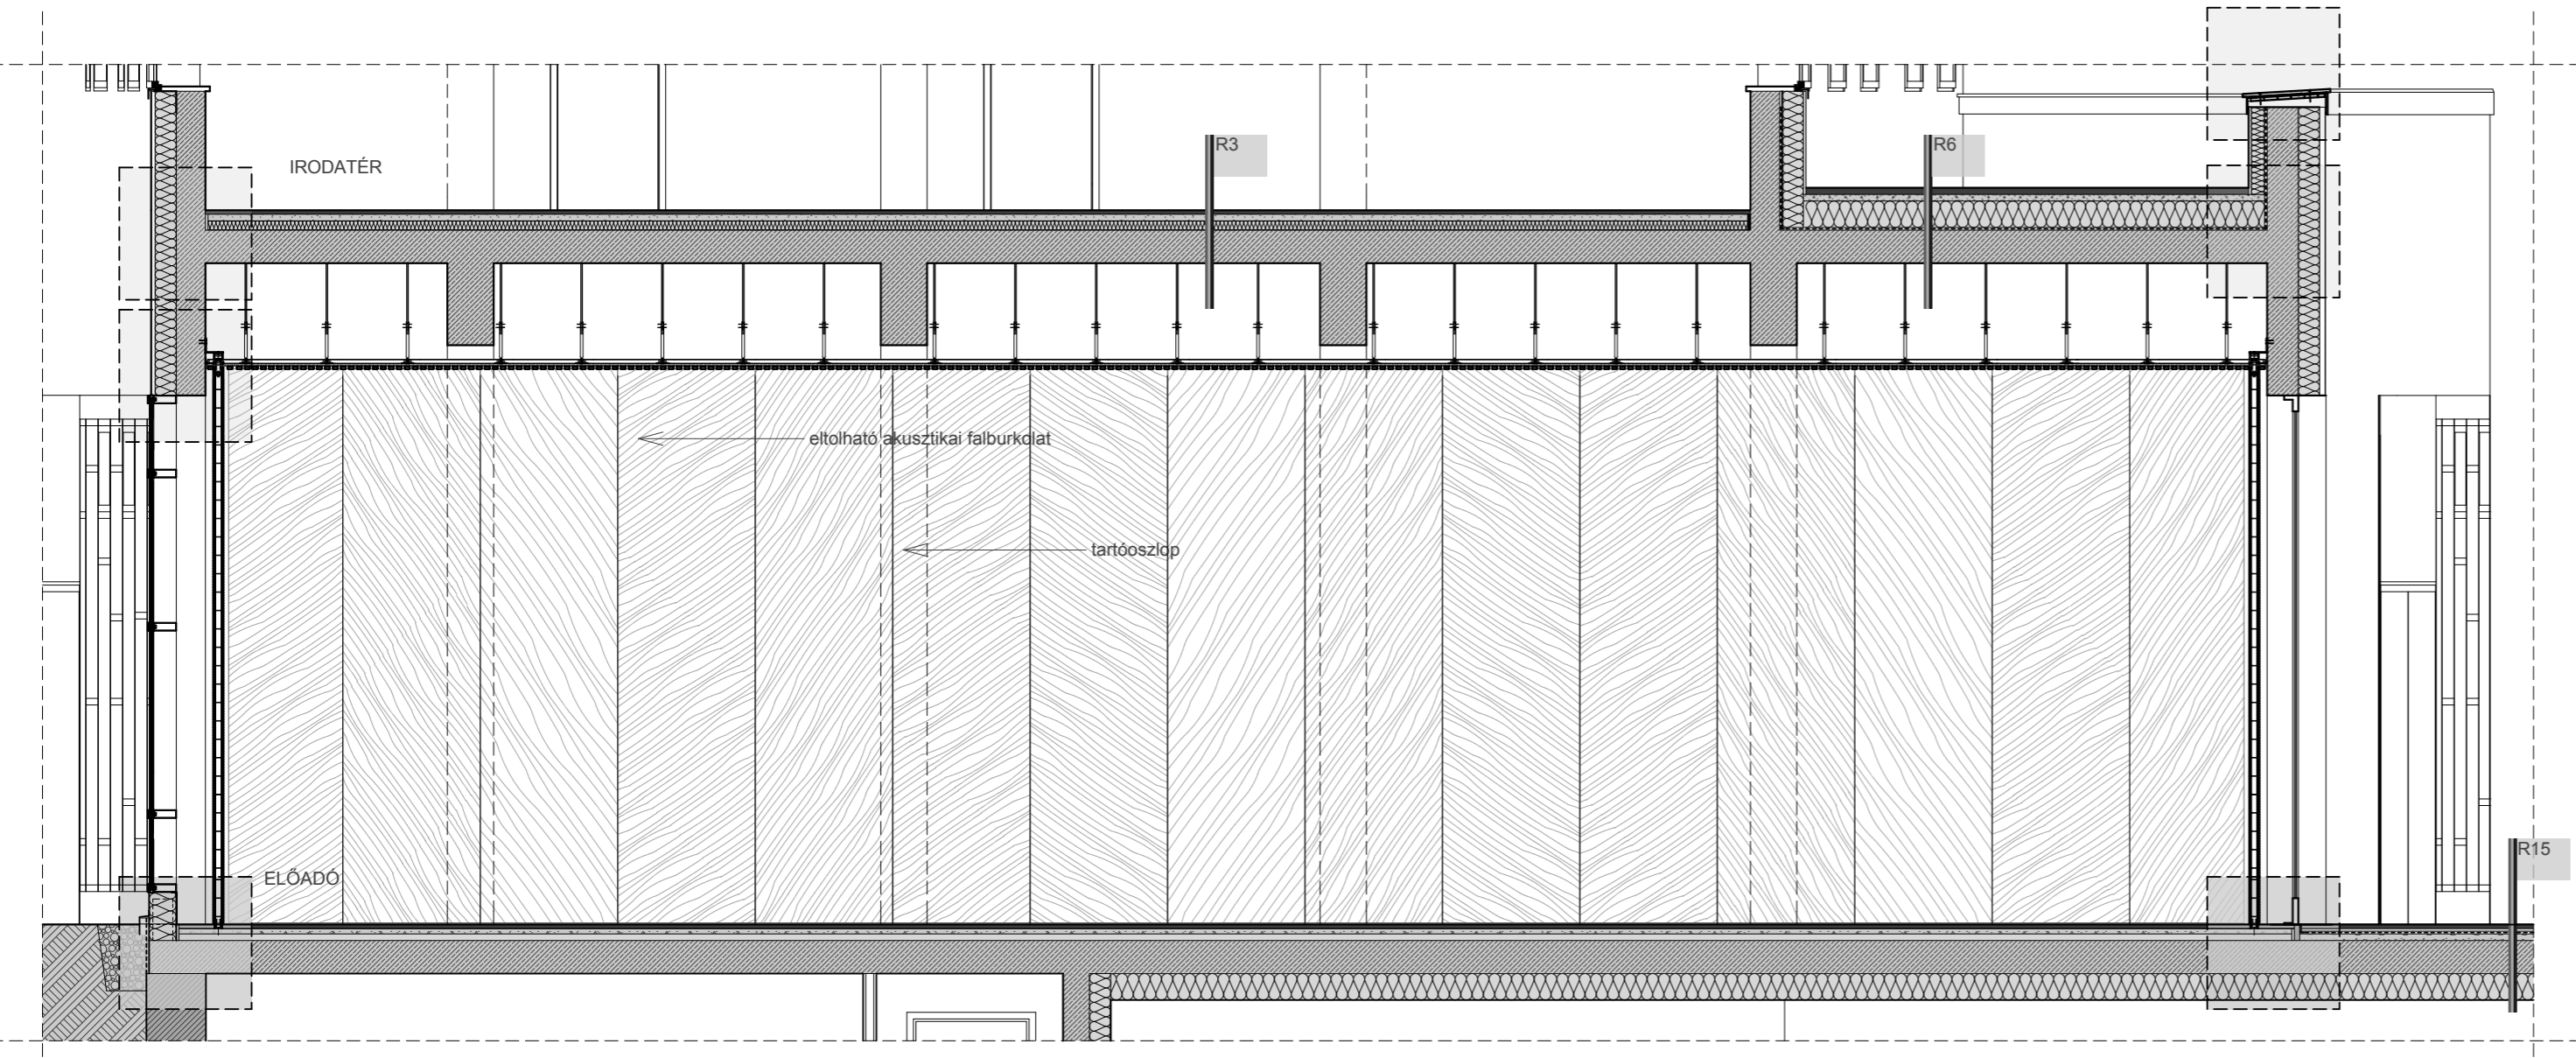 R3
R6
IRODATÉR
eltolható akusztikai falburkolat
tartóoszlop
R15
ELŐADÓ